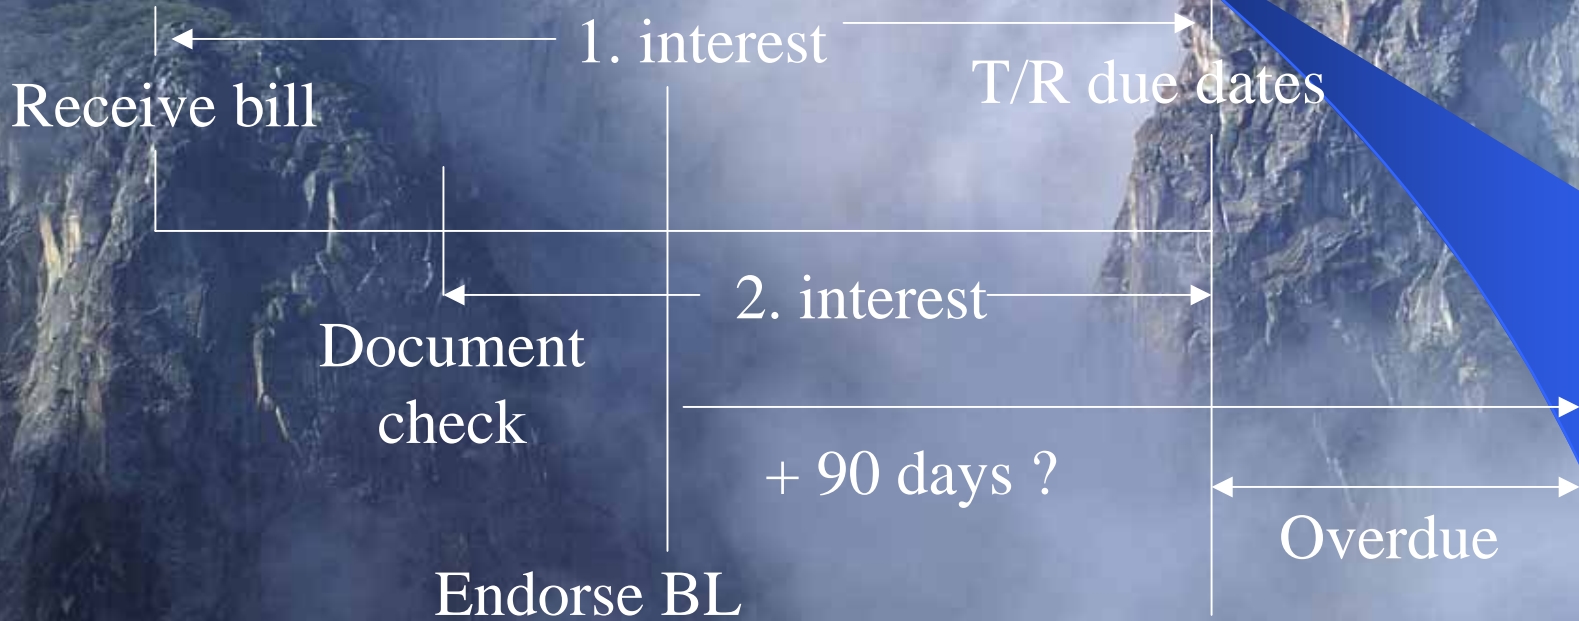 1. interest
T/R due dates
Receive bill
2. interest
Document
check
+ 90 days ?
Overdue
Endorse BL